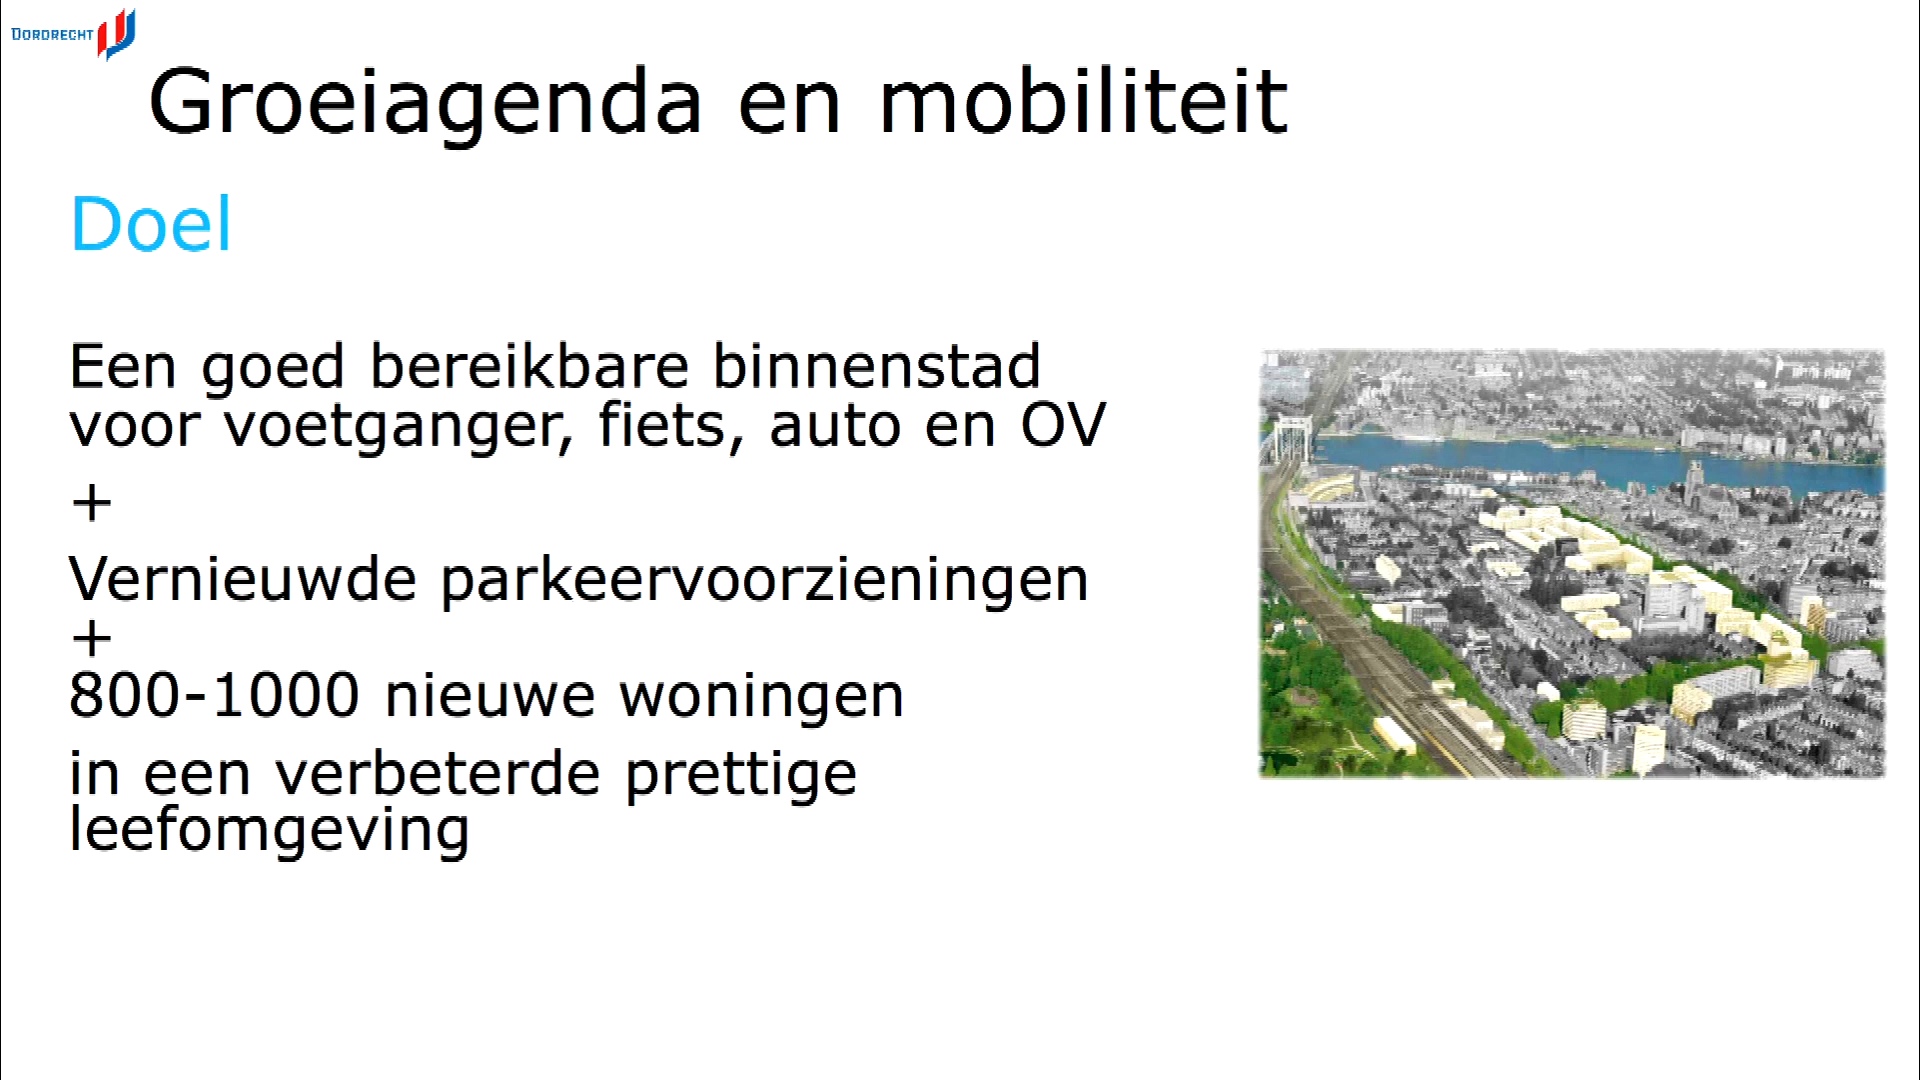 DORDRECHT
Groeiagenda en mobiliteit
Doel
Een goed bereikbare binnenstad
voor voetganger, fiets, auto en OV
+
Vernieuwde parkeervoorzieningen
+
800-1000 nieuwe woningen
in een verbeterde prettige
leefomgeving